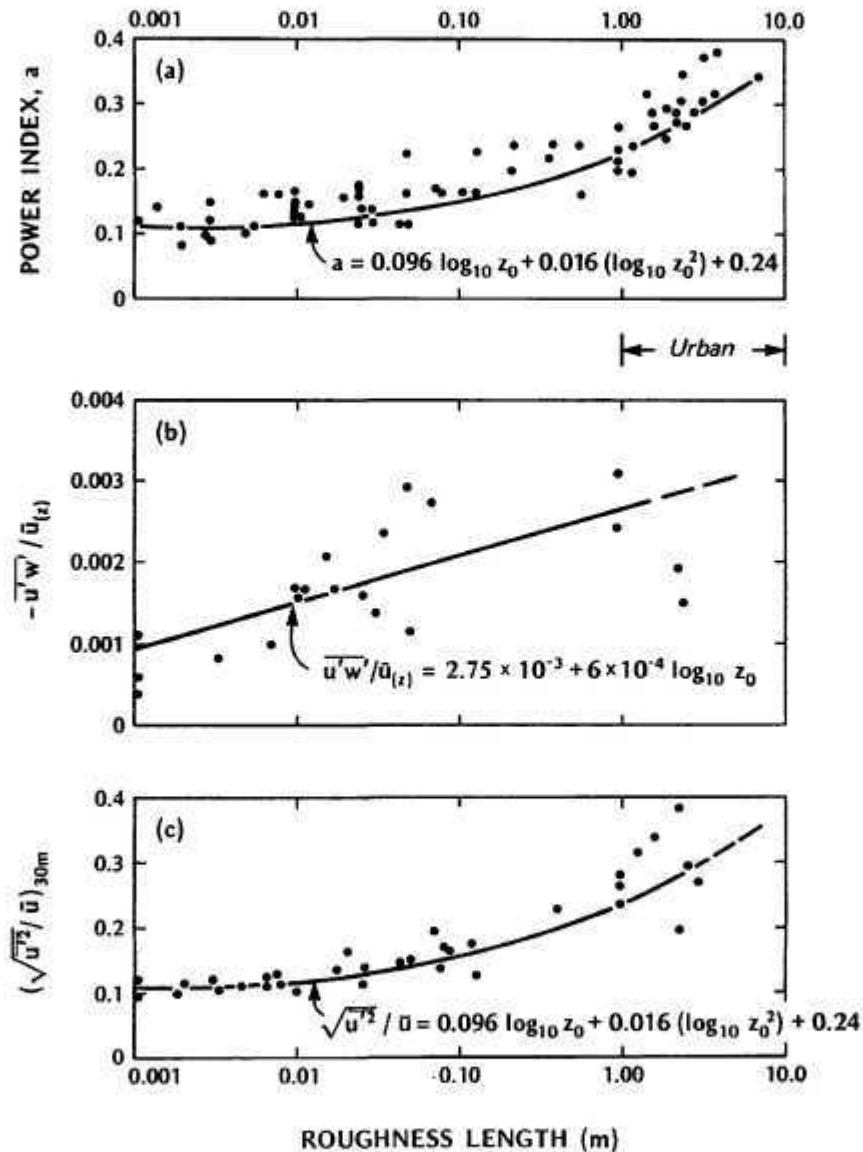 0.001 0.01 0.10 1.00 10.0
POWER INDEX, a
0.4
0.3
0.2
0.1
0
(a)
a = 0.096 log₁₀ z₀ + 0.016 (log₁₀ z₀²) + 0.24
Urban
-u'w' / ū(z)
0.004
0.003
0.002
0.001
0
(b)
u'w'/ū(z) = 2.75 × 10⁻³ + 6 × 10⁻⁴ log₁₀ z₀
(√u'² / ū)30m
0.4
0.3
0.2
0.1
0
(c)
√u'² / ū = 0.096 log₁₀ z₀ + 0.016 (log₁₀ z₀²) + 0.24
0.001 0.01 0.10 1.00 10.0
ROUGHNESS LENGTH (m)